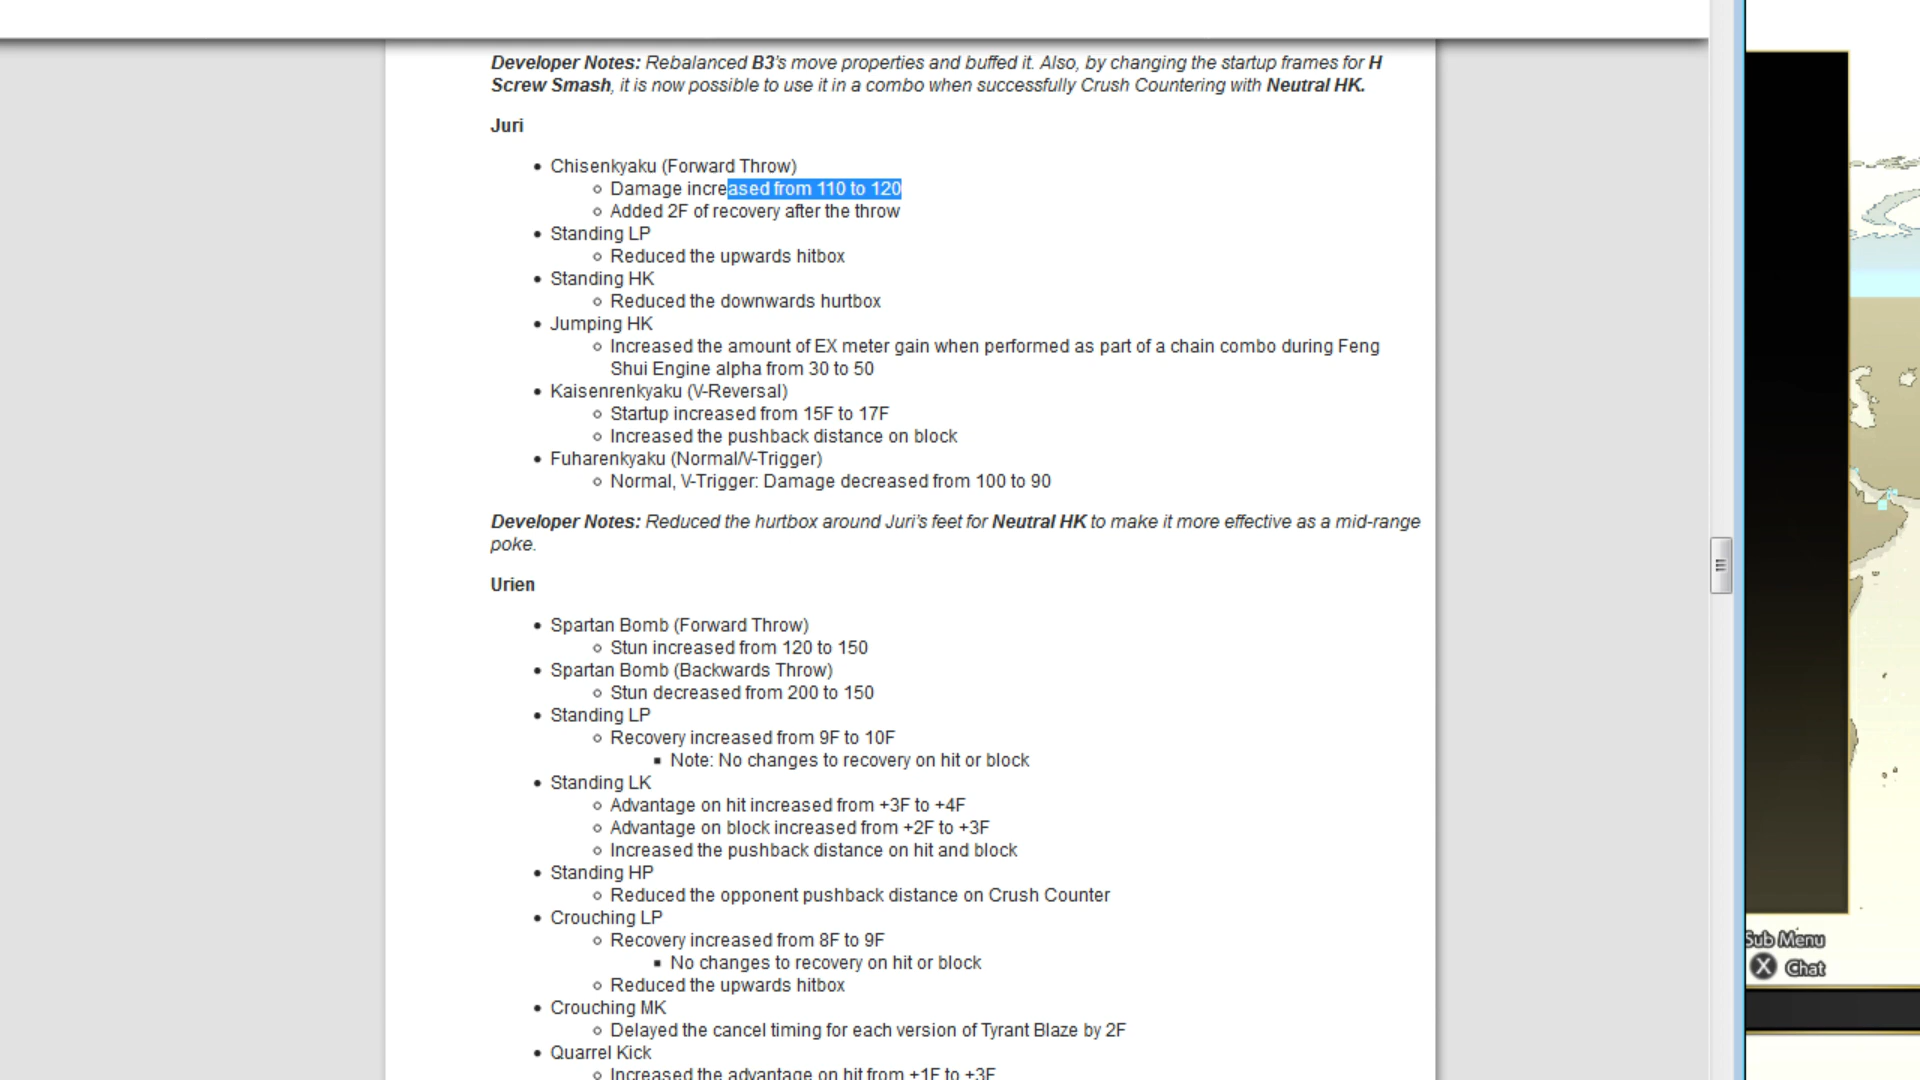 Developer Notes: Rebalanced B3's move properties and buffed it. Also, by changing the startup frames for H
Screw Smash, it is now possible to use it in a combo when successfully Crush Countering with Neutral HK.
Juri
• Chisenkyaku (Forward Throw)
○ Damage increased from 110 to 120
○ Added 2F of recovery after the throw
• Standing LP
○ Reduced the upwards hitbox
• Standing HK
○ Reduced the downwards hurtbox
• Jumping HK
○ Increased the amount of EX meter gain when performed as part of a chain combo during Feng
Shui Engine alpha from 30 to 50
• Kaisenrenkyaku (V-Reversal)
○ Startup increased from 15F to 17F
○ Increased the pushback distance on block
• Fuharenkyaku (Normal/V-Trigger)
○ Normal, V-Trigger: Damage decreased from 100 to 90
Developer Notes: Reduced the hurtbox around Juri's feet for Neutral HK to make it more effective as a mid-range
poke.
Urien
• Spartan Bomb (Forward Throw)
○ Stun increased from 120 to 150
• Spartan Bomb (Backwards Throw)
○ Stun decreased from 200 to 150
• Standing LP
○ Recovery increased from 9F to 10F
▪ Note: No changes to recovery on hit or block
• Standing LK
○ Advantage on hit increased from +3F to +4F
○ Advantage on block increased from +2F to +3F
○ Increased the pushback distance on hit and block
• Standing HP
○ Reduced the opponent pushback distance on Crush Counter
• Crouching LP
○ Recovery increased from 8F to 9F
▪ No changes to recovery on hit or block
○ Reduced the upwards hitbox
• Crouching MK
○ Delayed the cancel timing for each version of Tyrant Blaze by 2F
• Quarrel Kick
○ Increased the advantage on hit from +1F to +3F
Sub Menu
X Chat